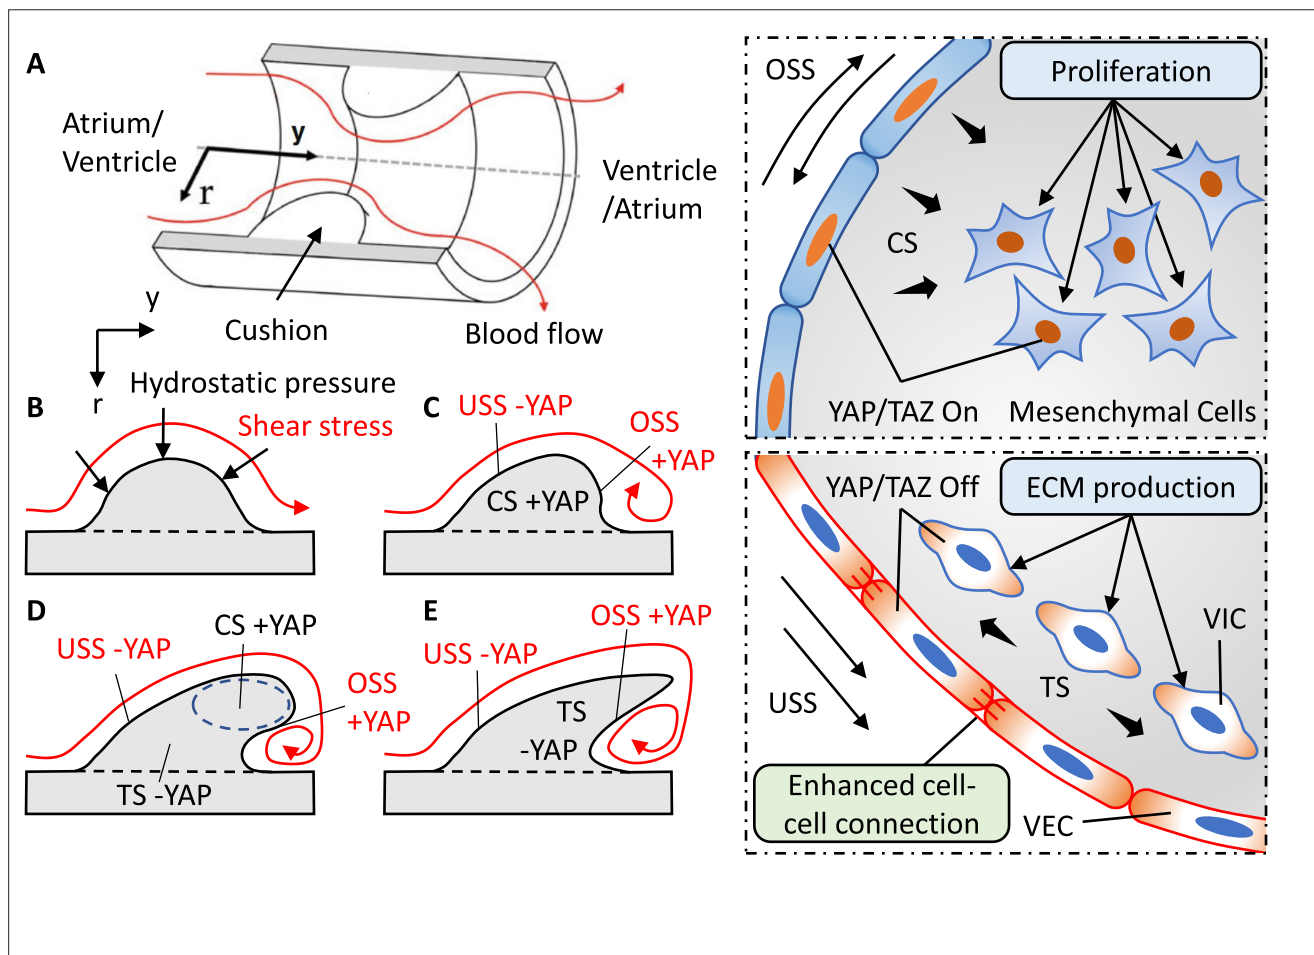 A
Atrium/
Ventricle
y
r
Ventricle
/Atrium
Cushion
Blood flow
y
r
B
Hydrostatic pressure
Shear stress
C
USS -YAP
OSS
+YAP
CS +YAP
D
USS -YAP
CS +YAP
OSS
+YAP
TS -YAP
E
OSS +YAP
USS -YAP
TS
-YAP
OSS
Proliferation
CS
YAP/TAZ On
Mesenchymal Cells
YAP/TAZ Off
ECM production
VIC
TS
USS
Enhanced cell-
cell connection
VEC